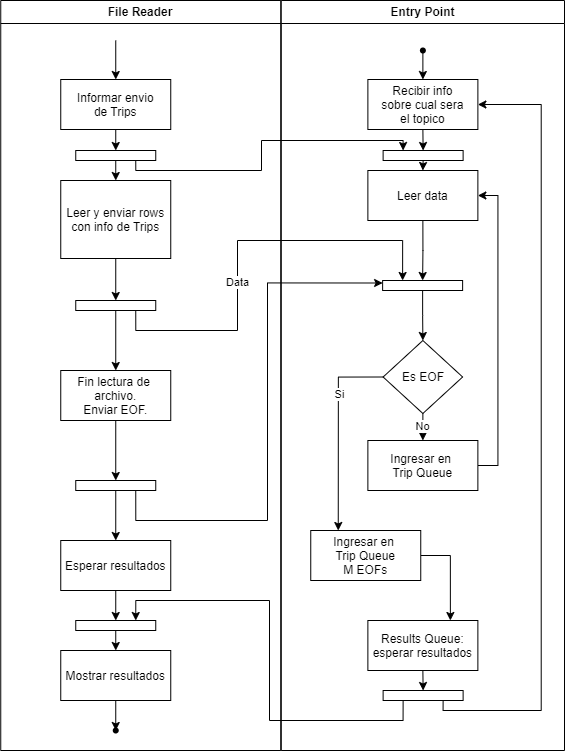 File Reader
Entry Point
Informar envio
de Trips
Recibir info
sobre cual sera
el topico
Leer y enviar rows
con info de Trips
Leer data
Data
Fin lectura de
archivo.
Enviar EOF.
Es EOF
Si
No
Ingresar en
Trip Queue
Esperar resultados
Ingresar en
Trip Queue
M EOFs
Results Queue:
esperar resultados
Mostrar resultados